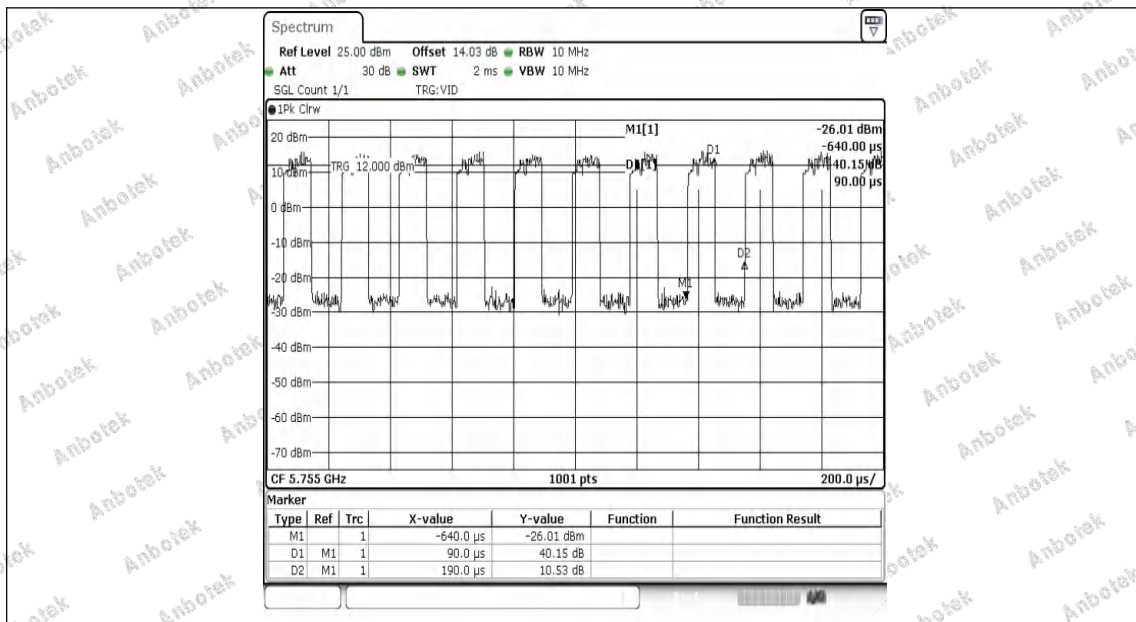 Spectrum
Ref Level 25.00 dBm Offset 14.03 dB RBW 10 MHz
Att 30 dB SWT 2 ms VBW 10 MHz
SGL Count 1/1 TRG:VID
1Pk Clrw
M1[1] -26.01 dBm
-640.00 µs
D1[1] 40.15 dB
90.00 µs
20 dBm
TRG 12.000 dBm
10 dBm
0 dBm
-10 dBm
-20 dBm
-30 dBm
-40 dBm
-50 dBm
-60 dBm
-70 dBm
D1
D2
M1
CF 5.755 GHz 1001 pts 200.0 µs/
Marker
Type Ref Trc X-value Y-value Function Function Result
M1 1 -640.0 µs -26.01 dBm
D1 M1 1 90.0 µs 40.15 dB
D2 M1 1 190.0 µs 10.53 dB
Anbotek